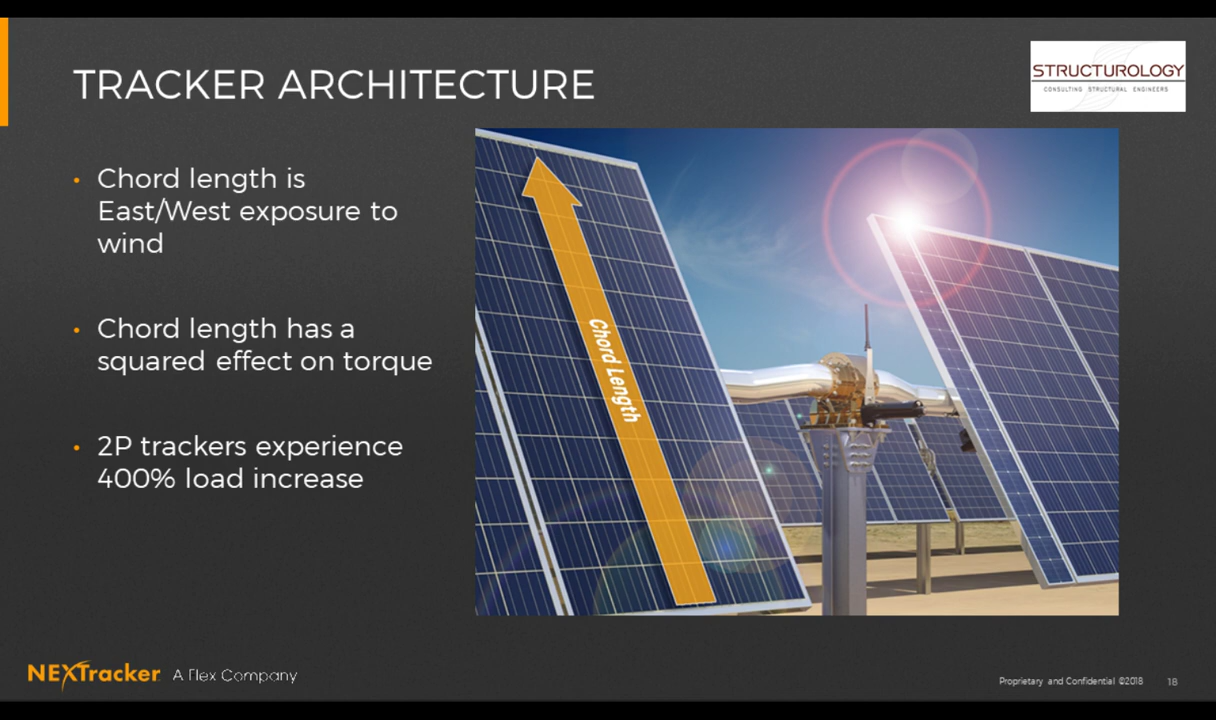 TRACKER ARCHITECTURE
STRUCTUROLOGY
CONSULTING STRUCTURAL ENGINEERS
• Chord length is
East/West exposure to
wind
• Chord length has a
squared effect on torque
• 2P trackers experience
400% load increase
Chord Length
NEXTracker A Flex Company
Proprietary and Confidential ©2018 18